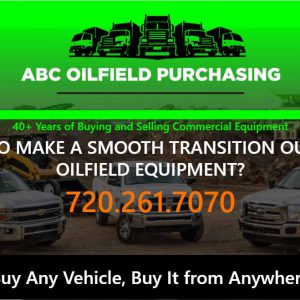 ABC OILFIELD PURCHASING
40+ Years of Buying and Selling Commercial Equipment
O MAKE A SMOOTH TRANSITION OU
OILFIELD EQUIPMENT?
720.261.7070
uy Any Vehicle, Buy It from Anywher